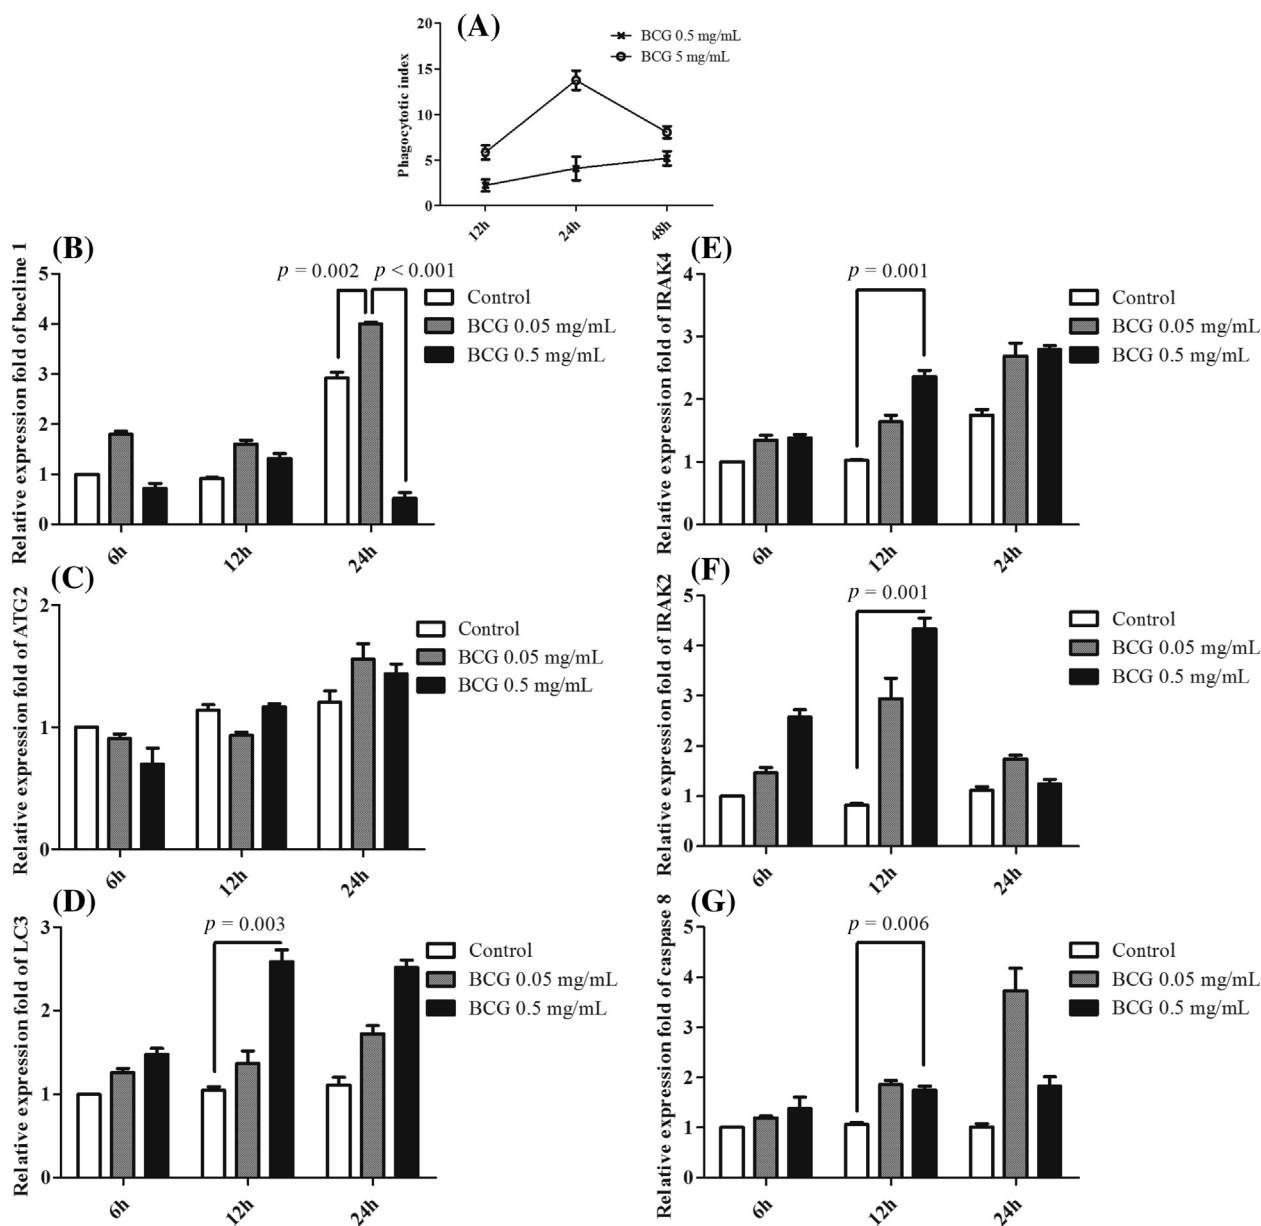 (A)
Phagocytotic index
20
15
10
5
0
BCG 0.5 mg/mL
BCG 5 mg/mL
12h
24h
48h
(B)
Relative expression fold of becline 1
5
4
3
2
1
0
p = 0.002
p < 0.001
Control
BCG 0.05 mg/mL
BCG 0.5 mg/mL
6h
12h
24h
(C)
Relative expression fold of ATG2
2
1
0
Control
BCG 0.05 mg/mL
BCG 0.5 mg/mL
6h
12h
24h
(D)
Relative expression fold of LC3
3
2
1
0
p = 0.003
Control
BCG 0.05 mg/mL
BCG 0.5 mg/mL
6h
12h
24h
(E)
Relative expression fold of IRAK4
4
3
2
1
0
p = 0.001
Control
BCG 0.05 mg/mL
BCG 0.5 mg/mL
6h
12h
24h
(F)
Relative expression fold of IRAK2
5
4
3
2
1
0
p = 0.001
Control
BCG 0.05 mg/mL
BCG 0.5 mg/mL
6h
12h
24h
(G)
Relative expression fold of caspase 8
5
4
3
2
1
0
p = 0.006
Control
BCG 0.05 mg/mL
BCG 0.5 mg/mL
6h
12h
24h